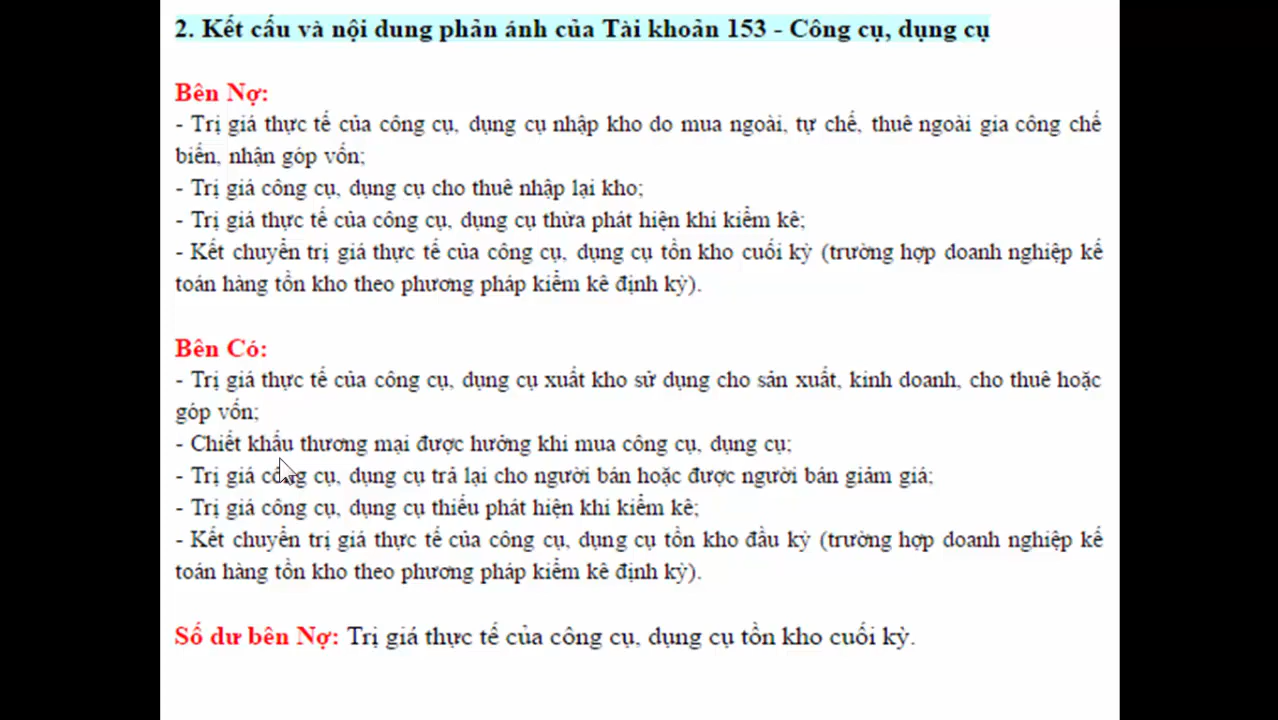 2. Kết cấu và nội dung phản ánh của Tài khoản 153 - Công cụ, dụng cụ
Bên Nợ:
- Trị giá thực tế của công cụ, dụng cụ nhập kho do mua ngoài, tự chế, thuê ngoài gia công chế
biến, nhận góp vốn;
- Trị giá công cụ, dụng cụ cho thuê nhập lại kho;
- Trị giá thực tế của công cụ, dụng cụ thừa phát hiện khi kiểm kê;
- Kết chuyển trị giá thực tế của công cụ, dụng cụ tồn kho cuối kỳ (trường hợp doanh nghiệp kế
toán hàng tồn kho theo phương pháp kiểm kê định kỳ).
Bên Có:
- Trị giá thực tế của công cụ, dụng cụ xuất kho sử dụng cho sản xuất, kinh doanh, cho thuê hoặc
góp vốn;
- Chiết khấu thương mại được hưởng khi mua công cụ, dụng cụ;
- Trị giá công cụ, dụng cụ trả lại cho người bán hoặc được người bán giảm giá;
- Trị giá công cụ, dụng cụ thiếu phát hiện khi kiểm kê;
- Kết chuyển trị giá thực tế của công cụ, dụng cụ tồn kho đầu kỳ (trường hợp doanh nghiệp kế
toán hàng tồn kho theo phương pháp kiểm kê định kỳ).
Số dư bên Nợ: Trị giá thực tế của công cụ, dụng cụ tồn kho cuối kỳ.